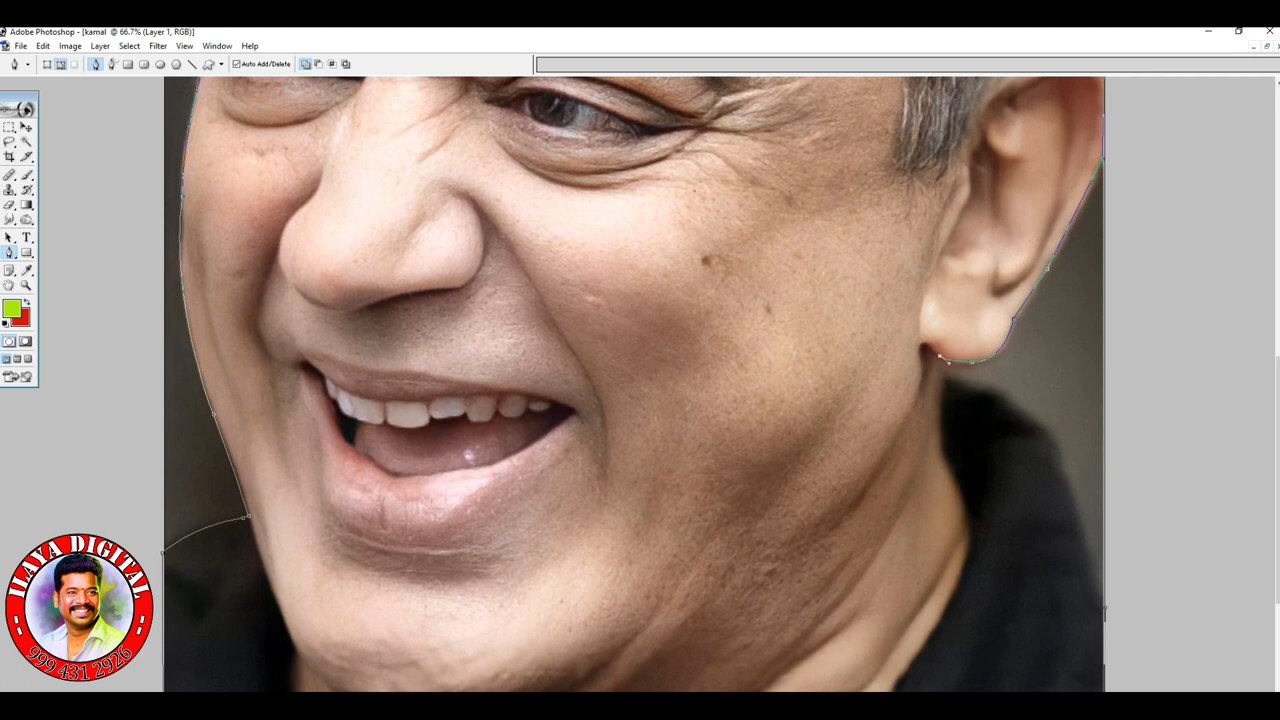 Adobe Photoshop - [kamal @ 66.7% (Layer 1, RGB)]
File Edit Image Layer Select Filter View Window Help
Auto Add/Delete
T
ILAYA DIGITAL
999 431 2926